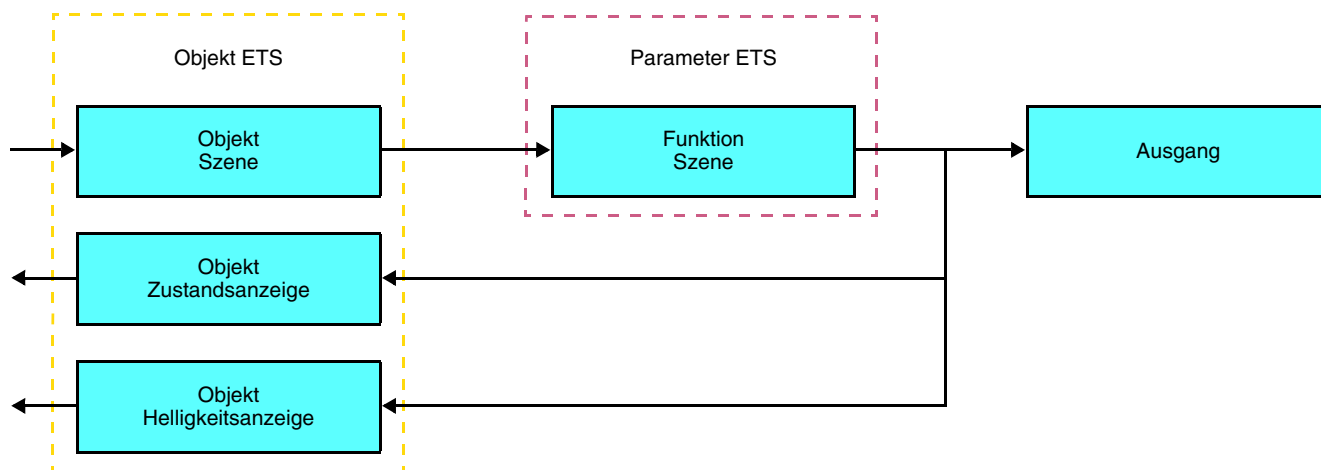 Objekt ETS
Parameter ETS
Objekt
Szene
Funktion
Szene
Ausgang
Objekt
Zustandsanzeige
Objekt
Helligkeitsanzeige